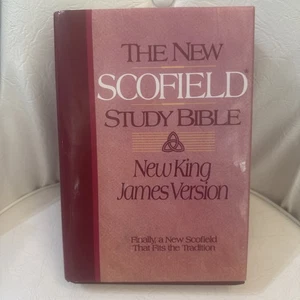 THE NEW
SCOFIELD®
STUDY BIBLE
New King
James Version
Finally, a New Scofield
That Fits the Tradition